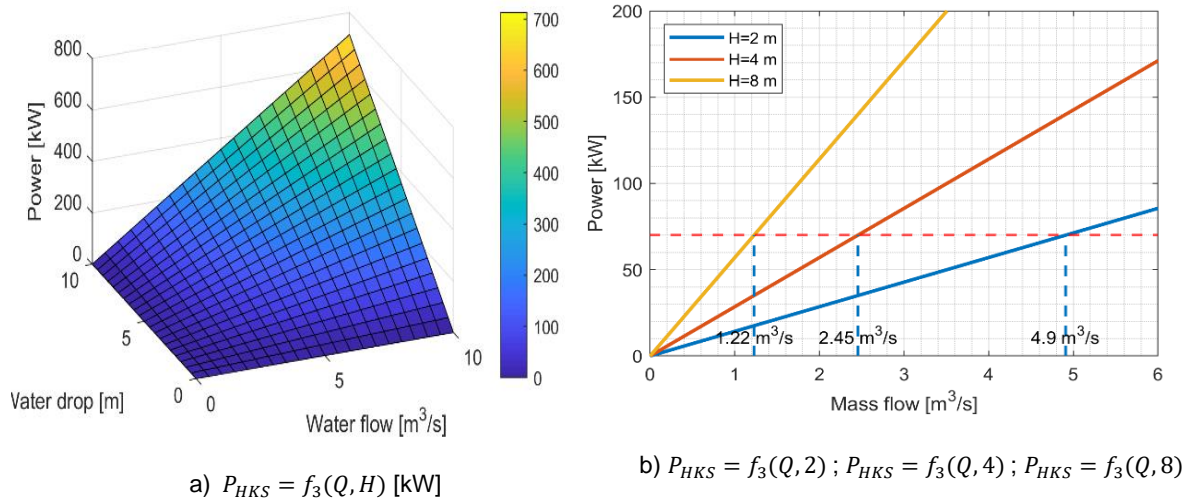 800
600
400
200
0
Power [kW]
10
5
0
Vater drop [m]
0
5
10
Water flow [m³/s]
700
600
500
400
300
200
100
0
a) P_HKS = f₃(Q, H) [kW]
200
150
100
50
0
Power [kW]
H=2 m
H=4 m
H=8 m
1.22 m³/s
2.45 m³/s
4.9 m³/s
0 1 2 3 4 5 6
Mass flow [m³/s]
b) P_HKS = f₃(Q, 2) ; P_HKS = f₃(Q, 4) ; P_HKS = f₃(Q, 8)